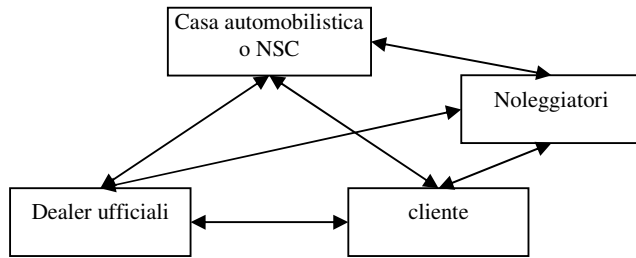 Casa automobilistica
o NSC
Noleggiatori
Dealer ufficiali
cliente